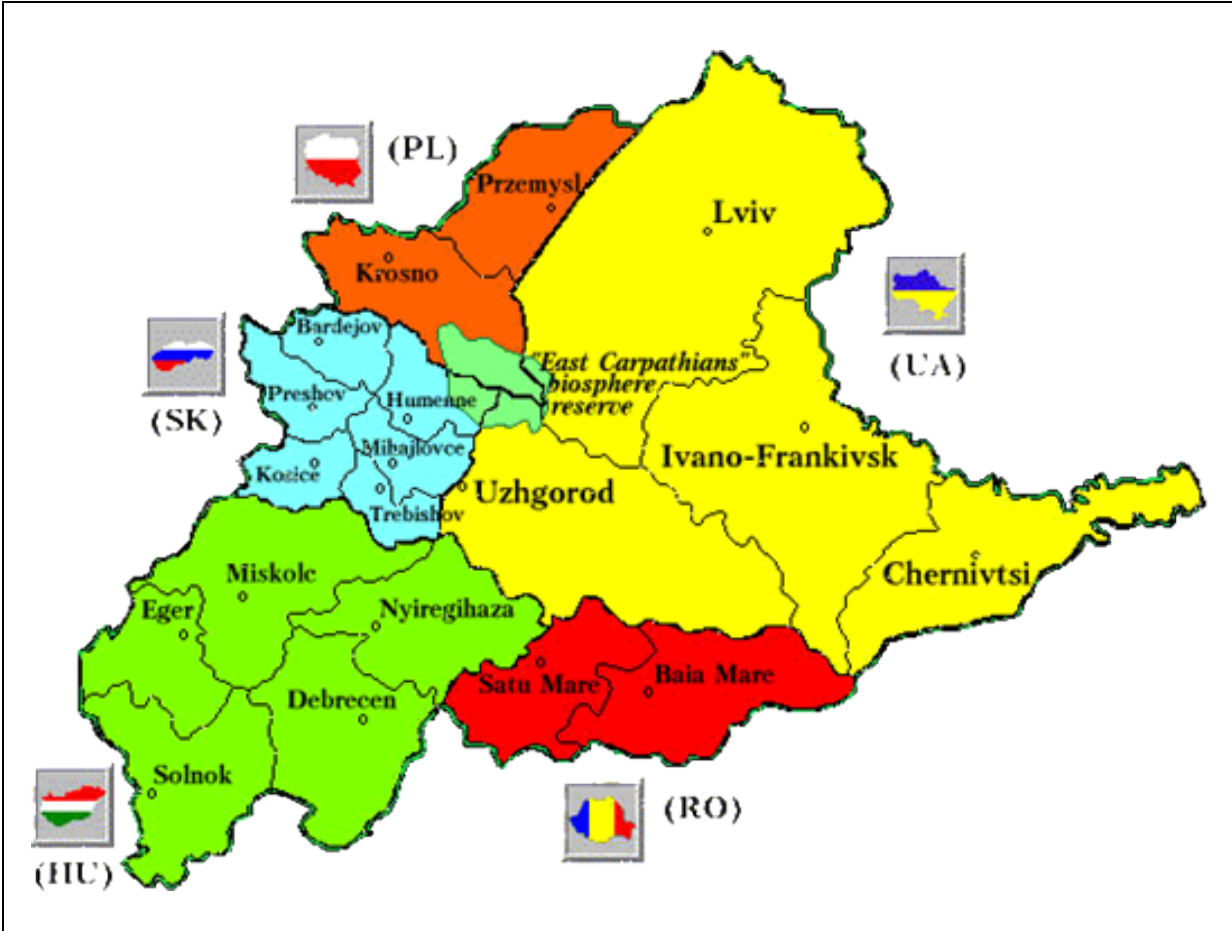 (PL)
Przemysl
Lviv
Krosno
(UA)
Bardejov
(SK)
Preshov
Humenne
"East Carpathians"
biosphere
reserve
Mihajlovce
Kosice
Ivano-Frankivsk
Uzhgorod
Trebishov
Chernivtsi
Miskolc
Eger
Nyiregihaza
Satu Mare
Baia Mare
Debrecen
Solnok
(RO)
(HU)